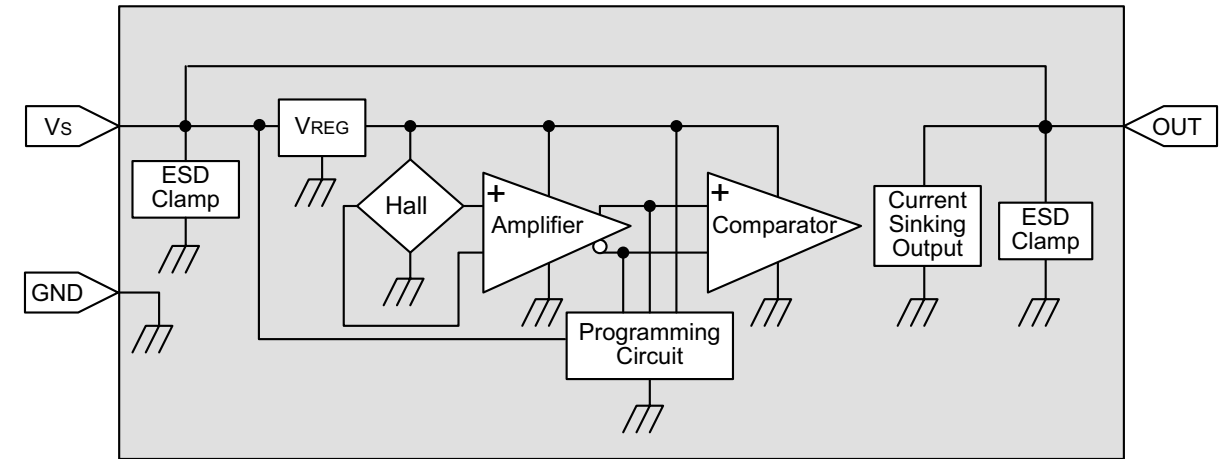 Vs
VREG
OUT
ESD
Clamp
Hall
+
Amplifier
+
Comparator
Current
Sinking
Output
ESD
Clamp
GND
Programming
Circuit